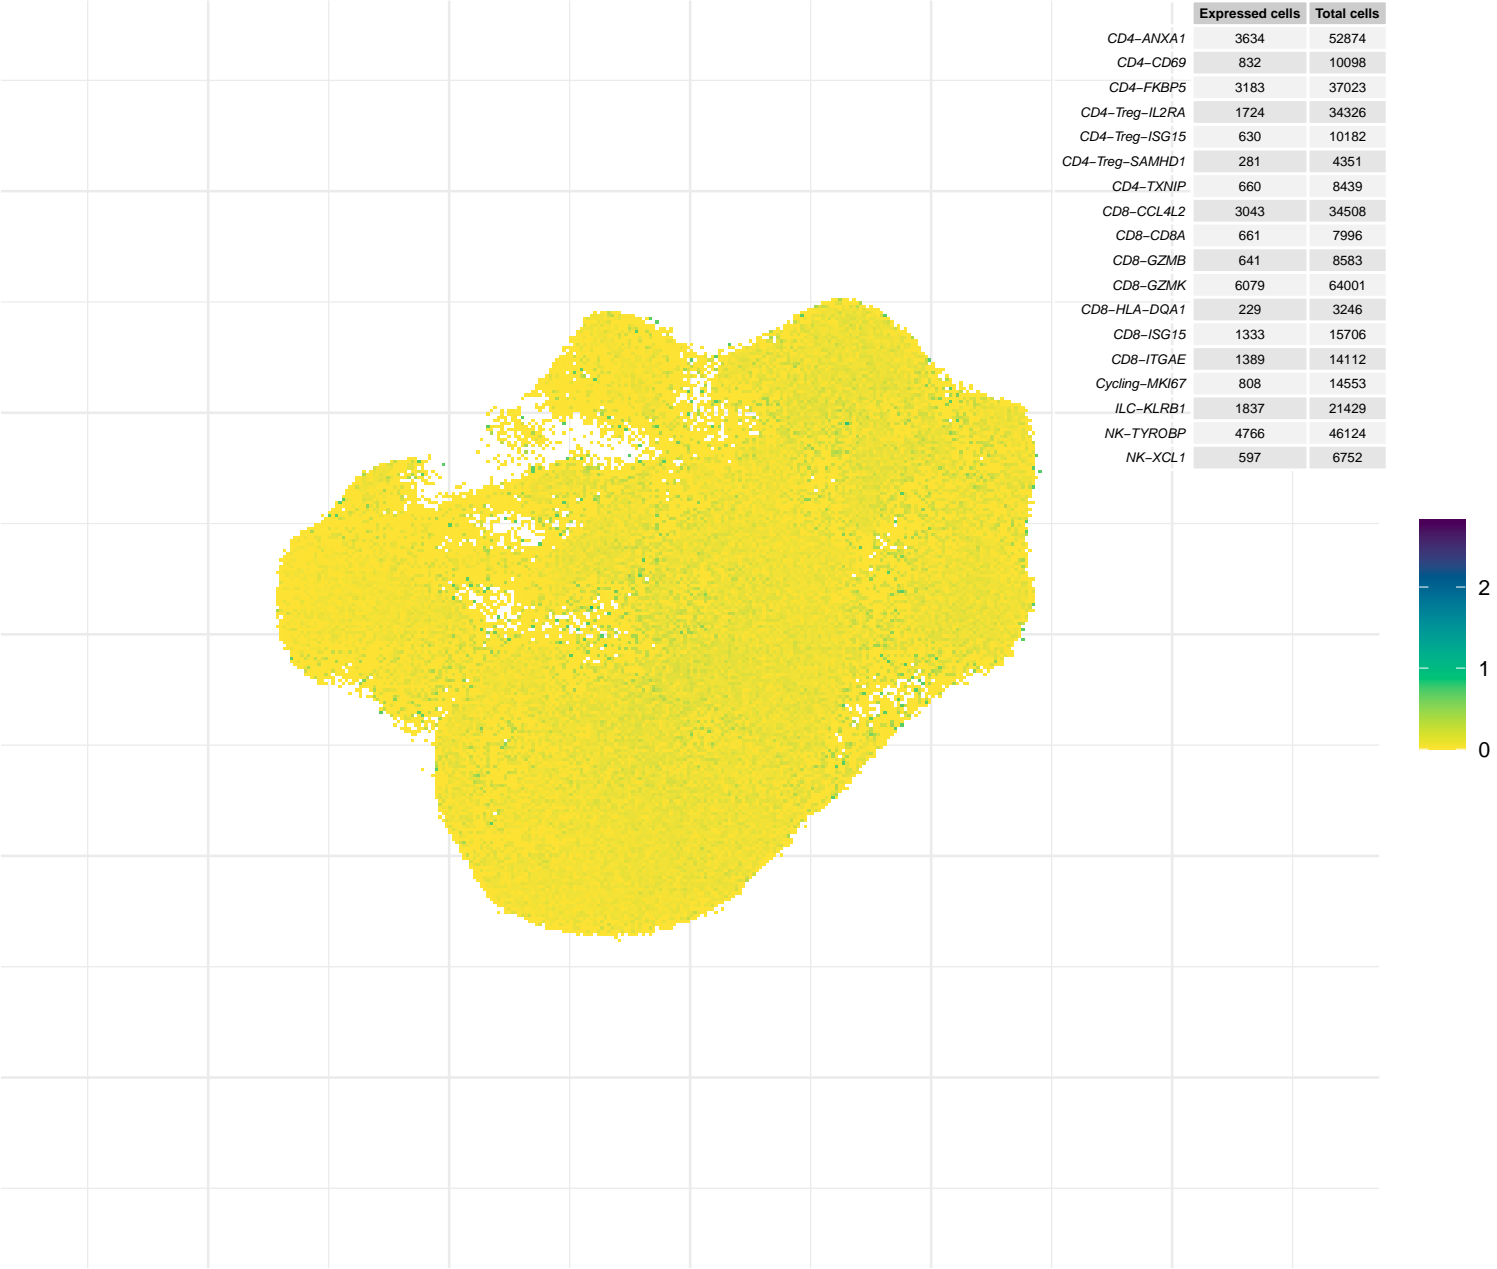 Expressed cells Total cells
CD4−ANXA1 3634 52874
CD4−CD69 832 10098
CD4−FKBP5 3183 37023
CD4−Treg−IL2RA 1724 34326
CD4−Treg−ISG15 630 10182
CD4−Treg−SAMHD1 281 4351
CD4−TXNIP 660 8439
CD8−CCL4L2 3043 34508
CD8−CD8A 661 7996
CD8−GZMB 641 8583
CD8−GZMK 6079 64001
CD8−HLA−DQA1 229 3246
CD8−ISG15 1333 15706
CD8−ITGAE 1389 14112
Cycling−MKI67 808 14553
ILC−KLRB1 1837 21429
NK−TYROBP 4766 46124
NK−XCL1 597 6752
2
1
0